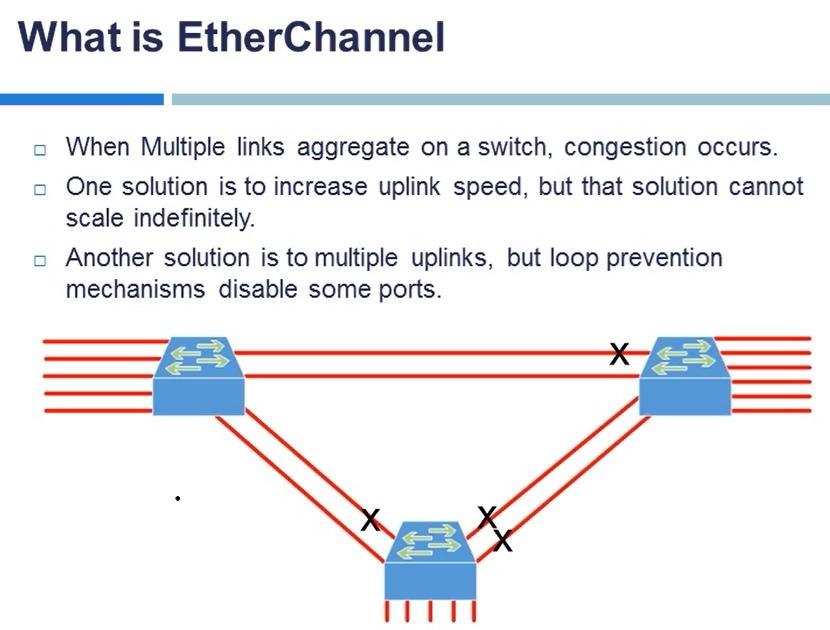 What is EtherChannel
When Multiple links aggregate on a switch, congestion occurs.
One solution is to increase uplink speed, but that solution cannot
scale indefinitely.
Another solution is to multiple uplinks, but loop prevention
mechanisms disable some ports.
X
X
X
X